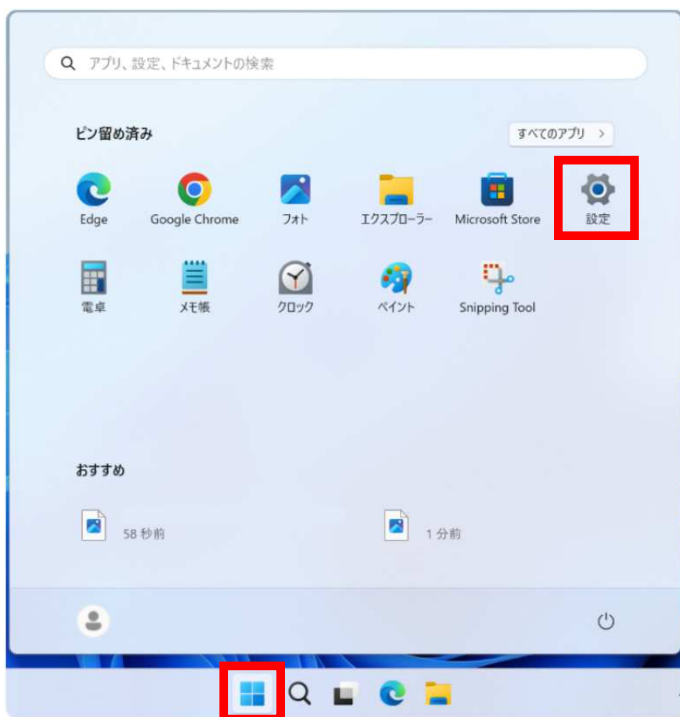 アプリ、設定、ドキュメントの検索
ピン留め済み
すべてのアプリ >
Edge
Google Chrome
フォト
エクスプローラー
Microsoft Store
設定
電卓
メモ帳
クロック
ペイント
Snipping Tool
おすすめ
58 秒前
1 分前